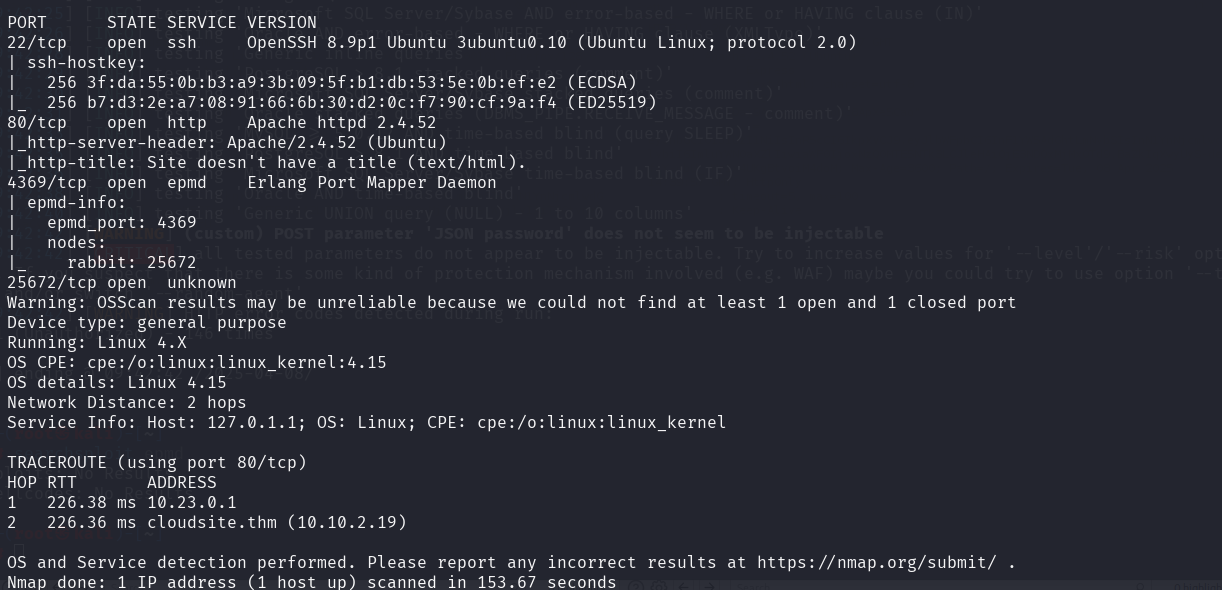 PORT STATE SERVICE VERSION
22/tcp open ssh OpenSSH 8.9p1 Ubuntu 3ubuntu0.10 (Ubuntu Linux; protocol 2.0)
| ssh-hostkey:
| 256 3f:da:55:0b:b3:a9:3b:09:5f:b1:db:53:5e:0b:ef:e2 (ECDSA)
|_ 256 b7:d3:2e:a7:08:91:66:6b:30:d2:0c:f7:90:cf:9a:f4 (ED25519)
80/tcp open http Apache httpd 2.4.52
|_http-server-header: Apache/2.4.52 (Ubuntu)
|_http-title: Site doesn't have a title (text/html).
4369/tcp open epmd Erlang Port Mapper Daemon
| epmd-info:
| epmd_port: 4369
| nodes:
|_ rabbit: 25672
25672/tcp open unknown
Warning: OSScan results may be unreliable because we could not find at least 1 open and 1 closed port
Device type: general purpose
Running: Linux 4.X
OS CPE: cpe:/o:linux:linux_kernel:4.15
OS details: Linux 4.15
Network Distance: 2 hops
Service Info: Host: 127.0.1.1; OS: Linux; CPE: cpe:/o:linux:linux_kernel
TRACEROUTE (using port 80/tcp)
HOP RTT ADDRESS
1 226.38 ms 10.23.0.1
2 226.36 ms cloudsite.thm (10.10.2.19)
OS and Service detection performed. Please report any incorrect results at https://nmap.org/submit/ .
Nmap done: 1 IP address (1 host up) scanned in 153.67 seconds